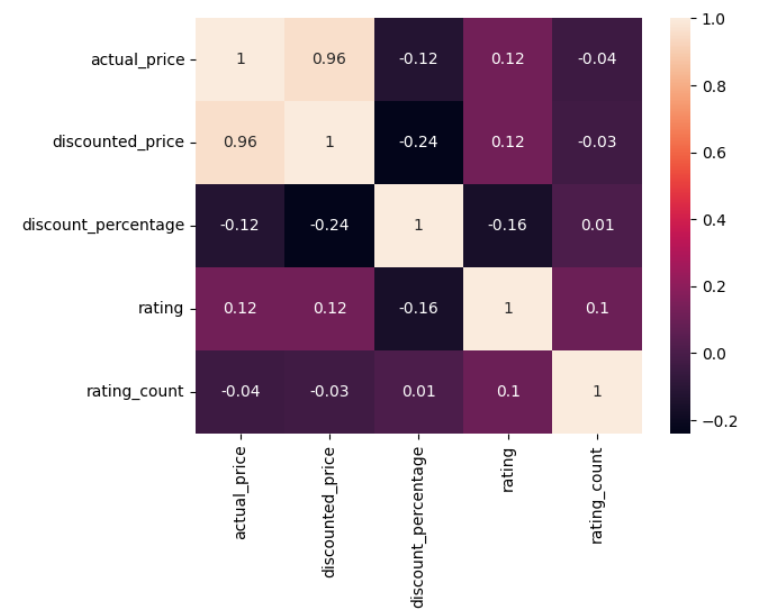 actual_price 1 0.96 -0.12 0.12 -0.04
discounted_price 0.96 1 -0.24 0.12 -0.03
discount_percentage -0.12 -0.24 1 -0.16 0.01
rating 0.12 0.12 -0.16 1 0.1
rating_count -0.04 -0.03 0.01 0.1 1
actual_price
discounted_price
discount_percentage
rating
rating_count
1.0
0.8
0.6
0.4
0.2
0.0
−0.2